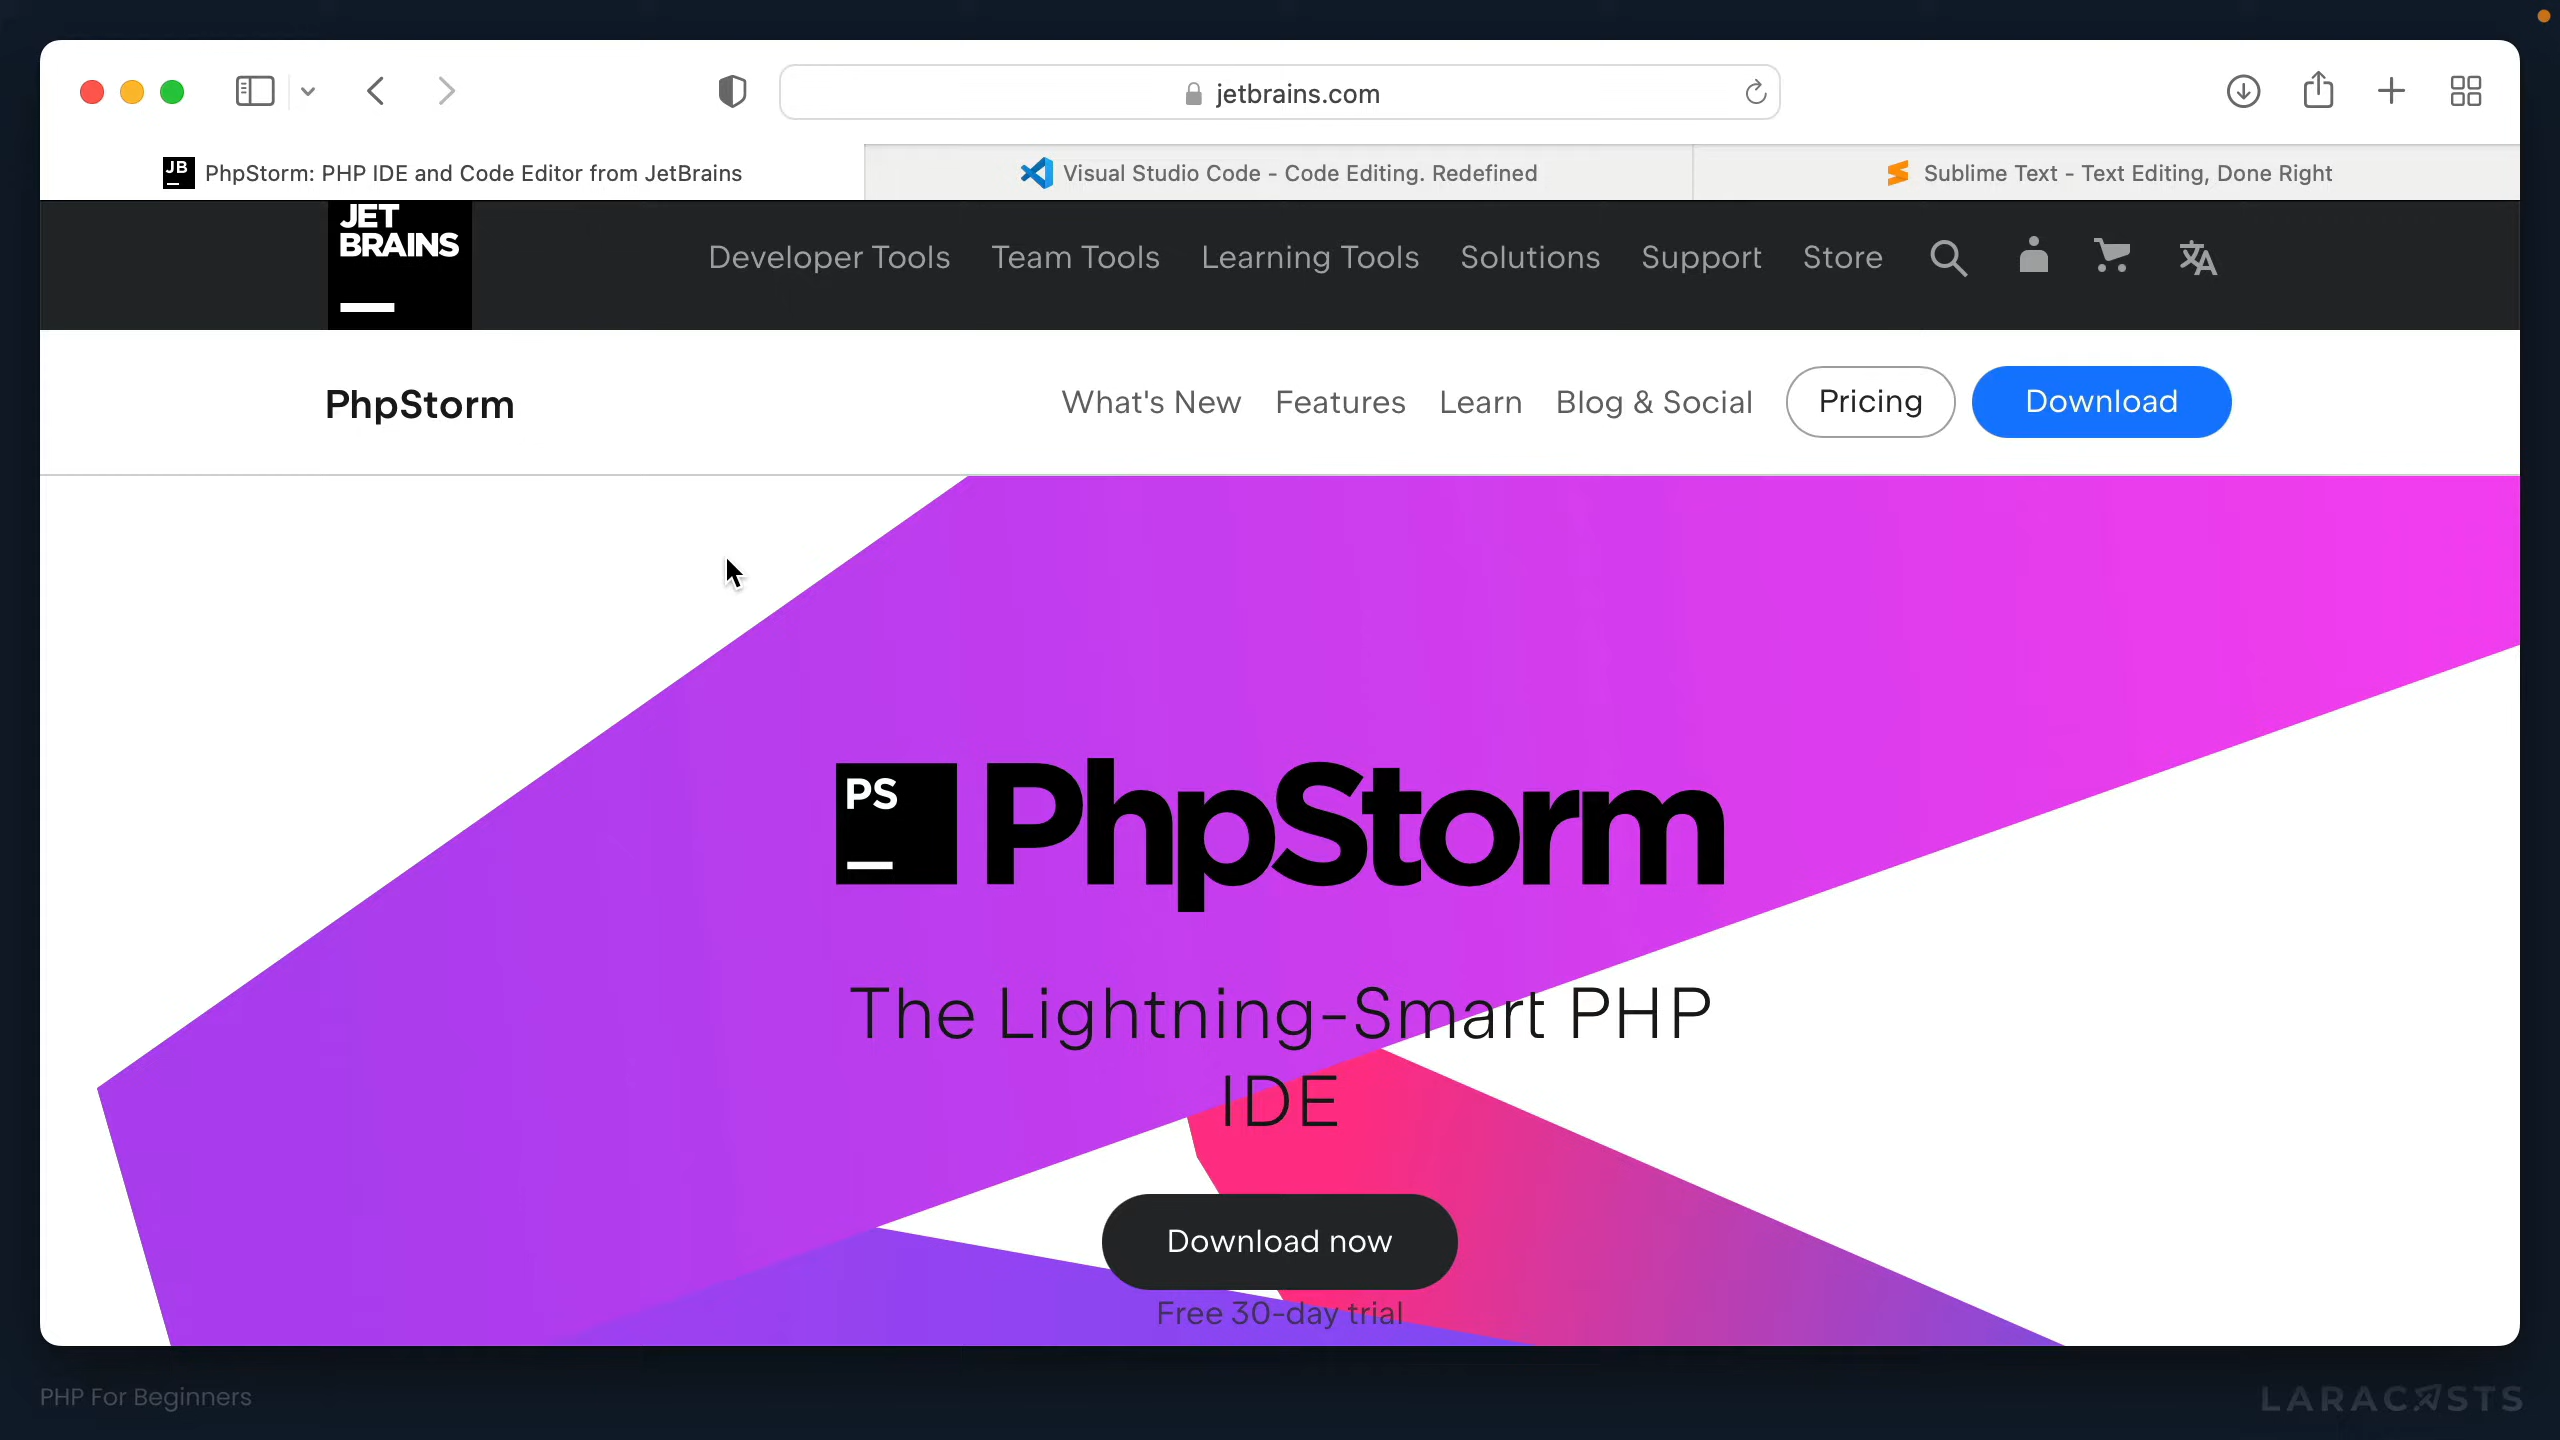 jetbrains.com
JB PhpStorm: PHP IDE and Code Editor from JetBrains
Visual Studio Code - Code Editing. Redefined
Sublime Text - Text Editing, Done Right
JET
BRAINS
Developer Tools Team Tools Learning Tools Solutions Support Store
PhpStorm
What's New Features Learn Blog & Social Pricing Download
PS PhpStorm
The Lightning-Smart PHP
IDE
Download now
Free 30-day trial
PHP For Beginners
LARACASTS